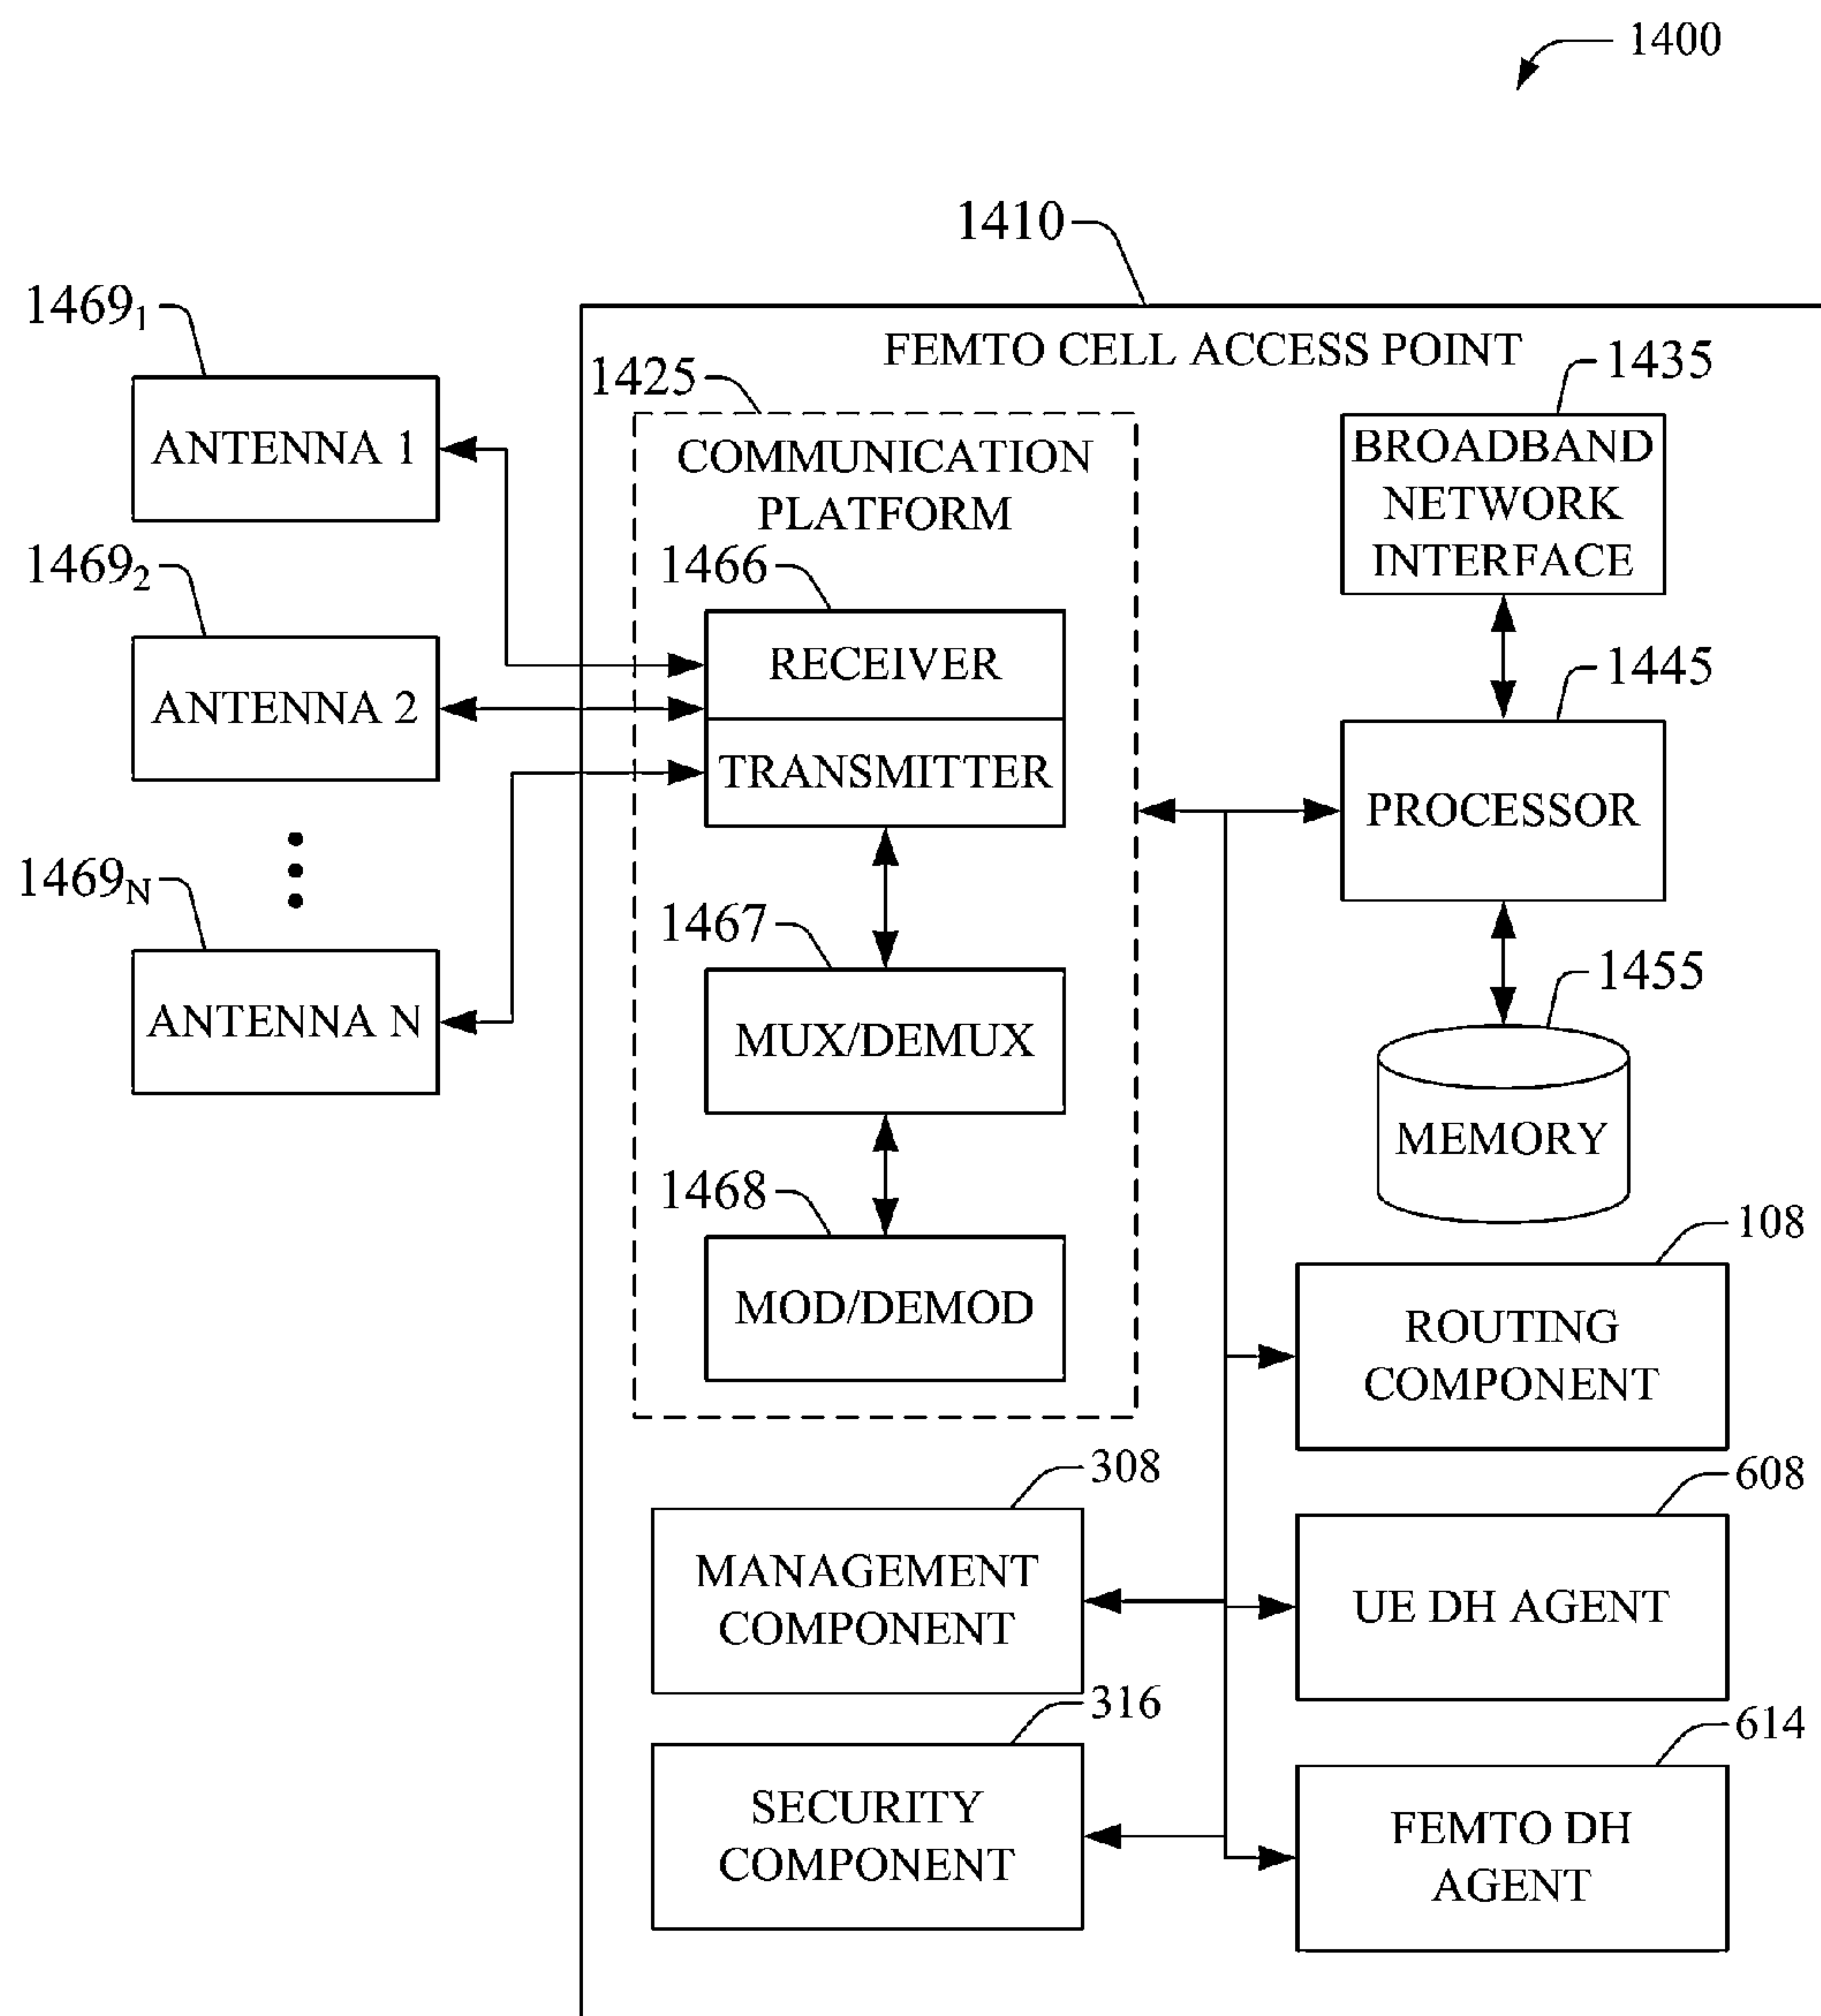 1400
1410
1469₁
FEMTO CELL ACCESS POINT
1425
1435
ANTENNA 1
COMMUNICATION
PLATFORM
BROADBAND
NETWORK
INTERFACE
1469₂
1466
RECEIVER
1445
ANTENNA 2
TRANSMITTER
PROCESSOR
1469N
1467
1455
ANTENNA N
MUX/DEMUX
MEMORY
1468
108
MOD/DEMOD
ROUTING
COMPONENT
308
608
MANAGEMENT
COMPONENT
UE DH AGENT
316
614
SECURITY
COMPONENT
FEMTO DH
AGENT